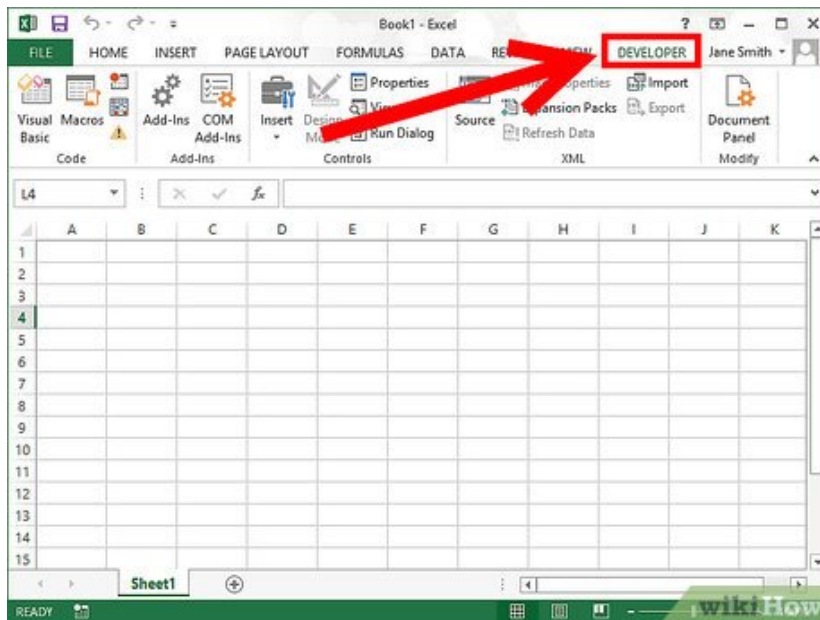 Book1 - Excel
FILE HOME INSERT PAGE LAYOUT FORMULAS DATA DEVELOPER Jane Smith
Visual Basic
Macros
Code
Add-Ins
COM Add-Ins
Add-Ins
Insert
Properties
Run Dialog
Controls
Source
Expansion Packs
Refresh Data
Import
Export
XML
Document Panel
Modify
L4
fx
A B C D E F G H I J K
1
2
3
4
5
6
7
8
9
10
11
12
13
14
15
Sheet1
READY
wikiHow